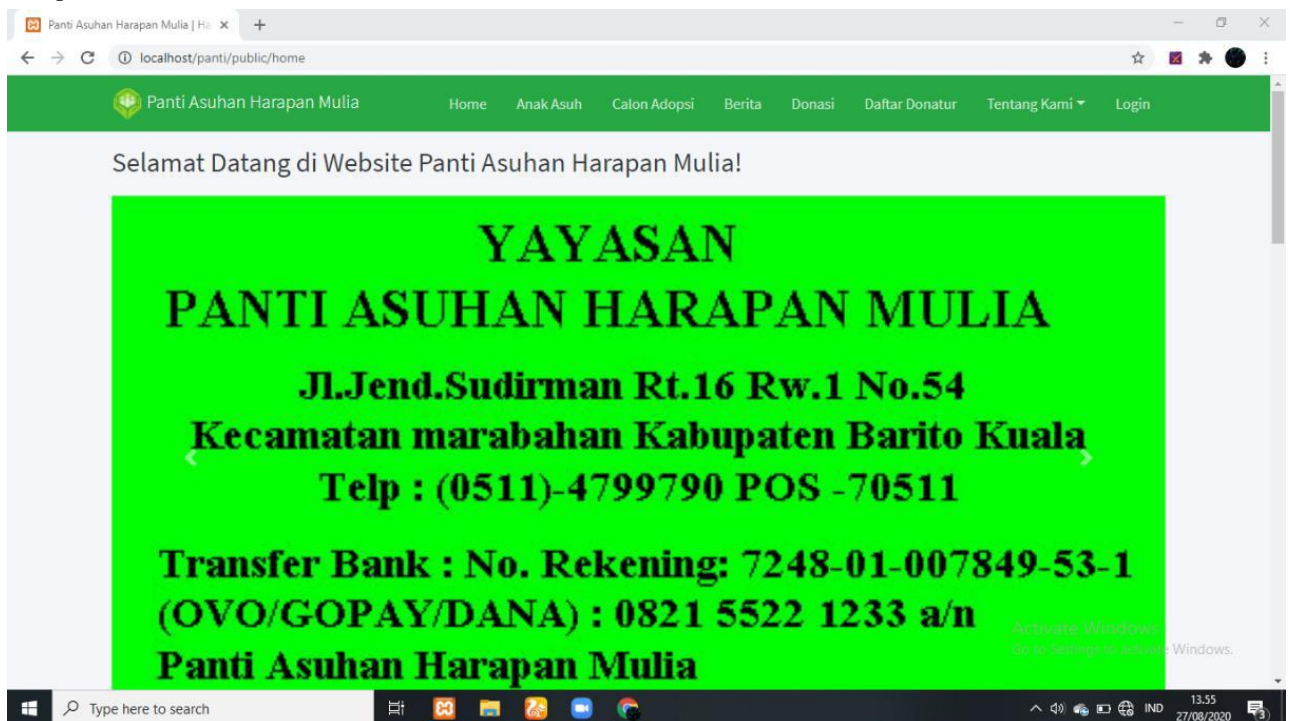 Panti Asuhan Harapan Mulia | Ha
localhost/panti/public/home
Panti Asuhan Harapan Mulia Home Anak Asuh Calon Adopsi Berita Donasi Daftar Donatur Tentang Kami Login
Selamat Datang di Website Panti Asuhan Harapan Mulia!
YAYASAN
PANTI ASUHAN HARAPAN MULIA
Jl.Jend.Sudirman Rt.16 Rw.1 No.54
Kecamatan marabahan Kabupaten Barito Kuala
Telp : (0511)-4799790 POS -70511
Transfer Bank : No. Rekening: 7248-01-007849-53-1
(OVO/GOPAY/DANA) : 0821 5522 1233 a/n
Panti Asuhan Harapan Mulia
Activate Windows
Go to Settings to activate Windows.
Type here to search
IND
13.55
27/08/2020
3